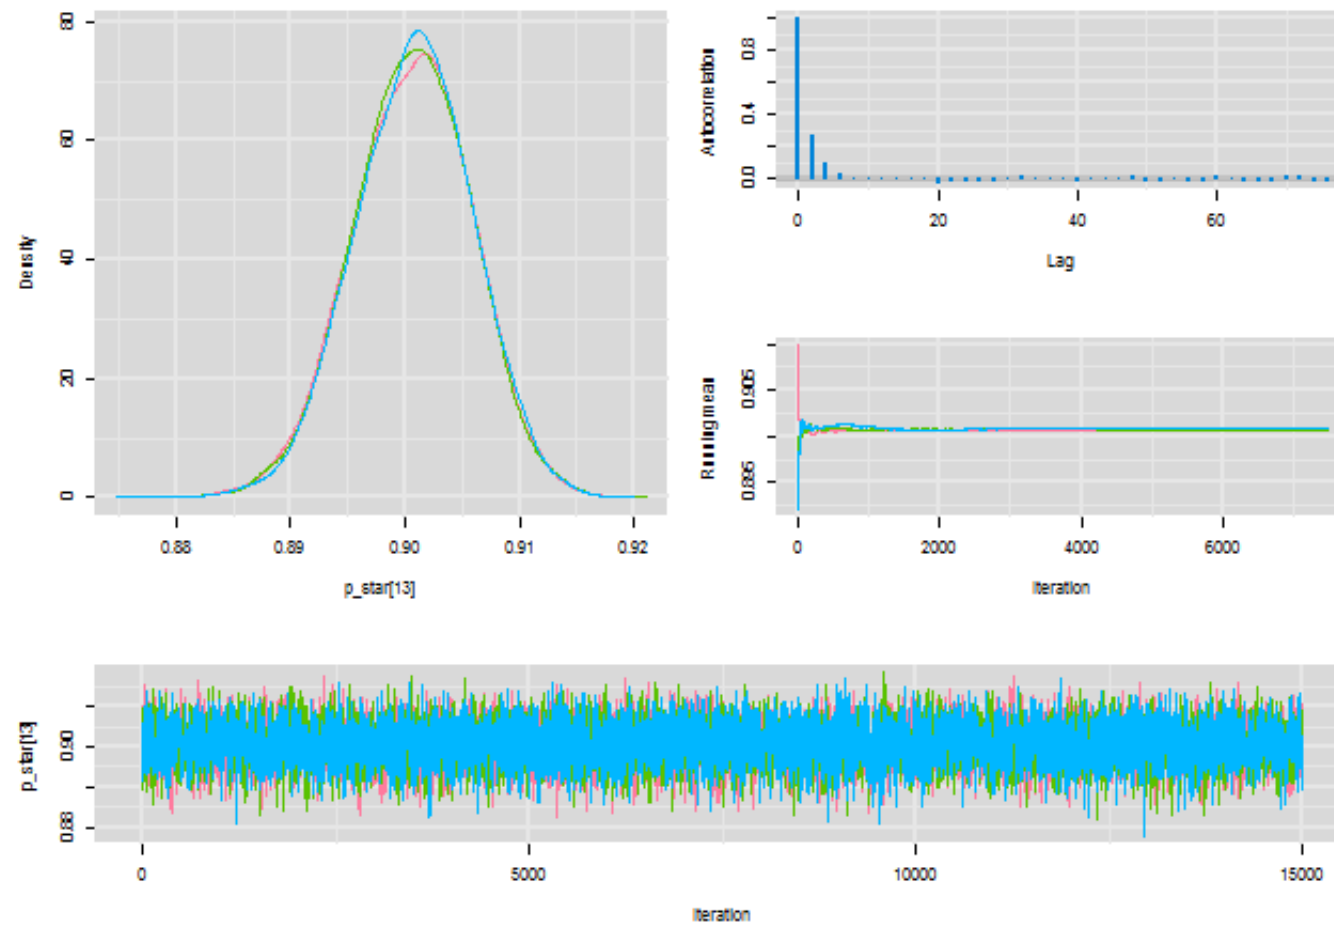 Density
80
60
40
20
0
0.88 0.89 0.90 0.91 0.92
p_star[13]
Autocorrelation
0.8
0.4
0.0
0 20 40 60
Lag
Running mean
0.905
0.895
0 2000 4000 6000
Iteration
p_star[13]
0.90
0.88
0 5000 10000 15000
Iteration